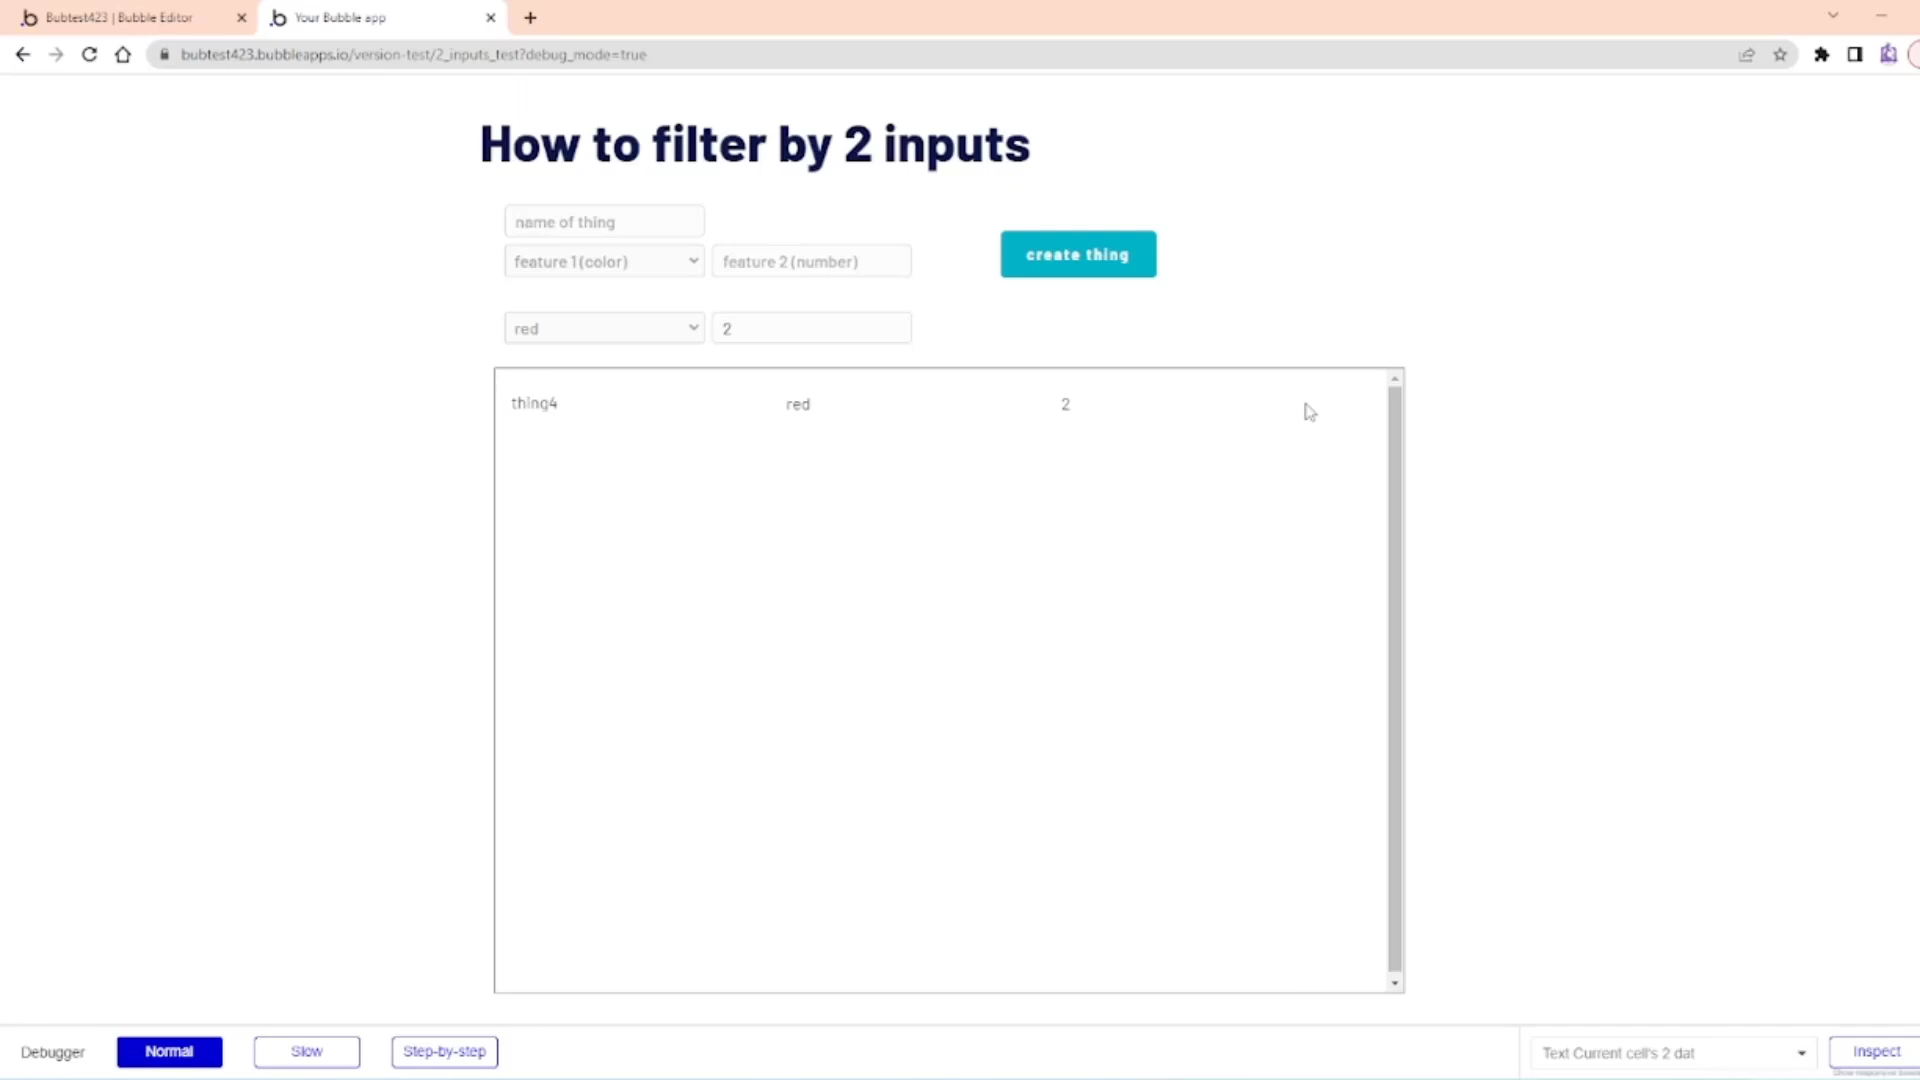 Bubtest423 | Bubble Editor
Your Bubble app
bubtest423.bubbleapps.io/version-test/2_inputs_test?debug_mode=true
How to filter by 2 inputs
name of thing
feature 1 (color)
feature 2 (number)
create thing
red
2
thing4
red
2
Debugger
Normal
Slow
Step-by-step
Text Current cell's 2 dat
Inspect